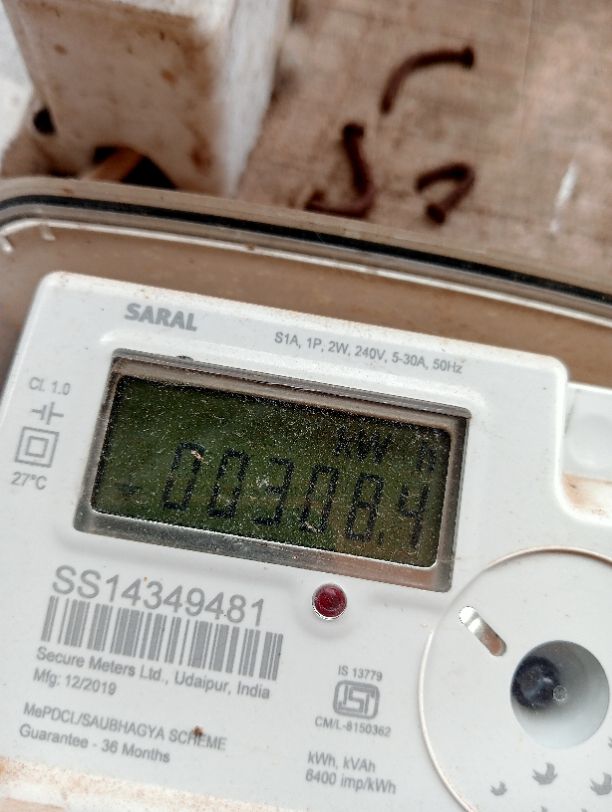 SARAL
S1A, 1P, 2W, 240V, 5-30A, 50Hz
CL 1.0
27°C
kW h
00308.4
SS14349481
Secure Meters Ltd., Udaipur, India
Mfg: 12/2019
MePDCL/SAUBHAGYA SCHEME
Guarantee - 36 Months
IS 13779
ISI
CM/L-8150362
kWh, kVAh
6400 imp/kWh